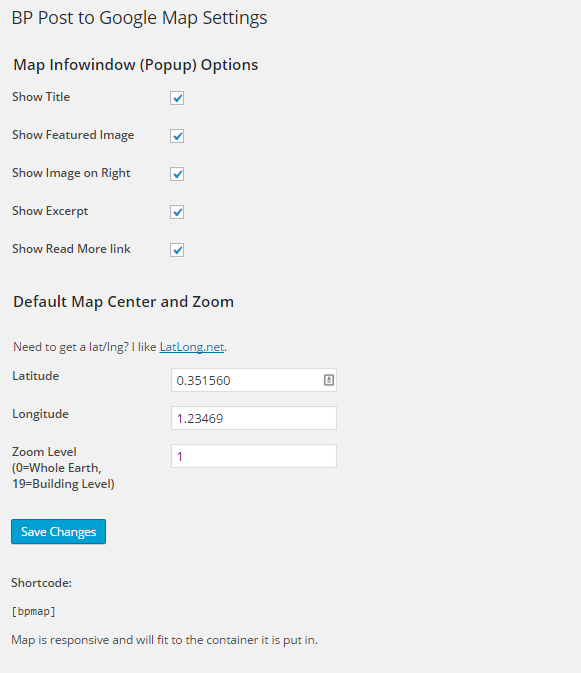 BP Post to Google Map Settings
Map Infowindow (Popup) Options
Show Title
Show Featured Image
Show Image on Right
Show Excerpt
Show Read More link
Default Map Center and Zoom
Need to get a lat/lng? I like LatLong.net.
Latitude 0.351560
Longitude 1.23469
Zoom Level 1
(0=Whole Earth,
19=Building Level)
Save Changes
Shortcode:
[bpmap]
Map is responsive and will fit to the container it is put in.